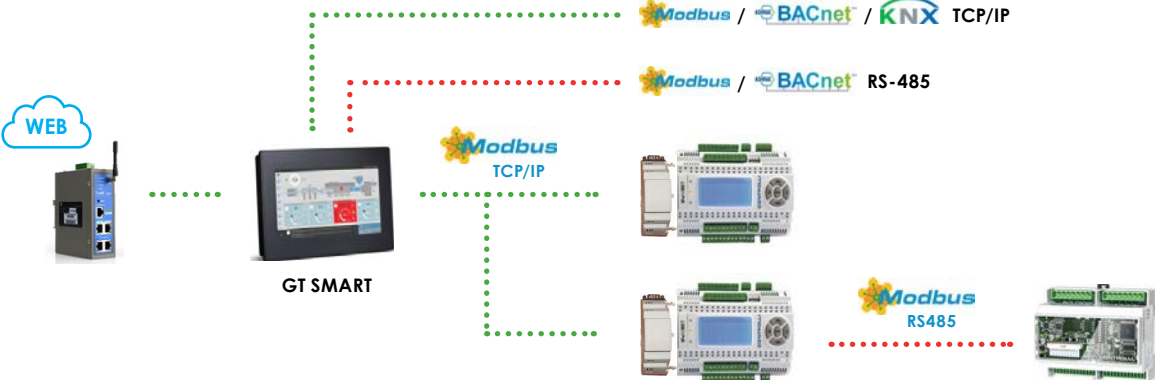 Modbus / BACnet / KNX TCP/IP
Modbus / BACnet RS-485
WEB
Modbus
TCP/IP
GT SMART
Modbus
RS485